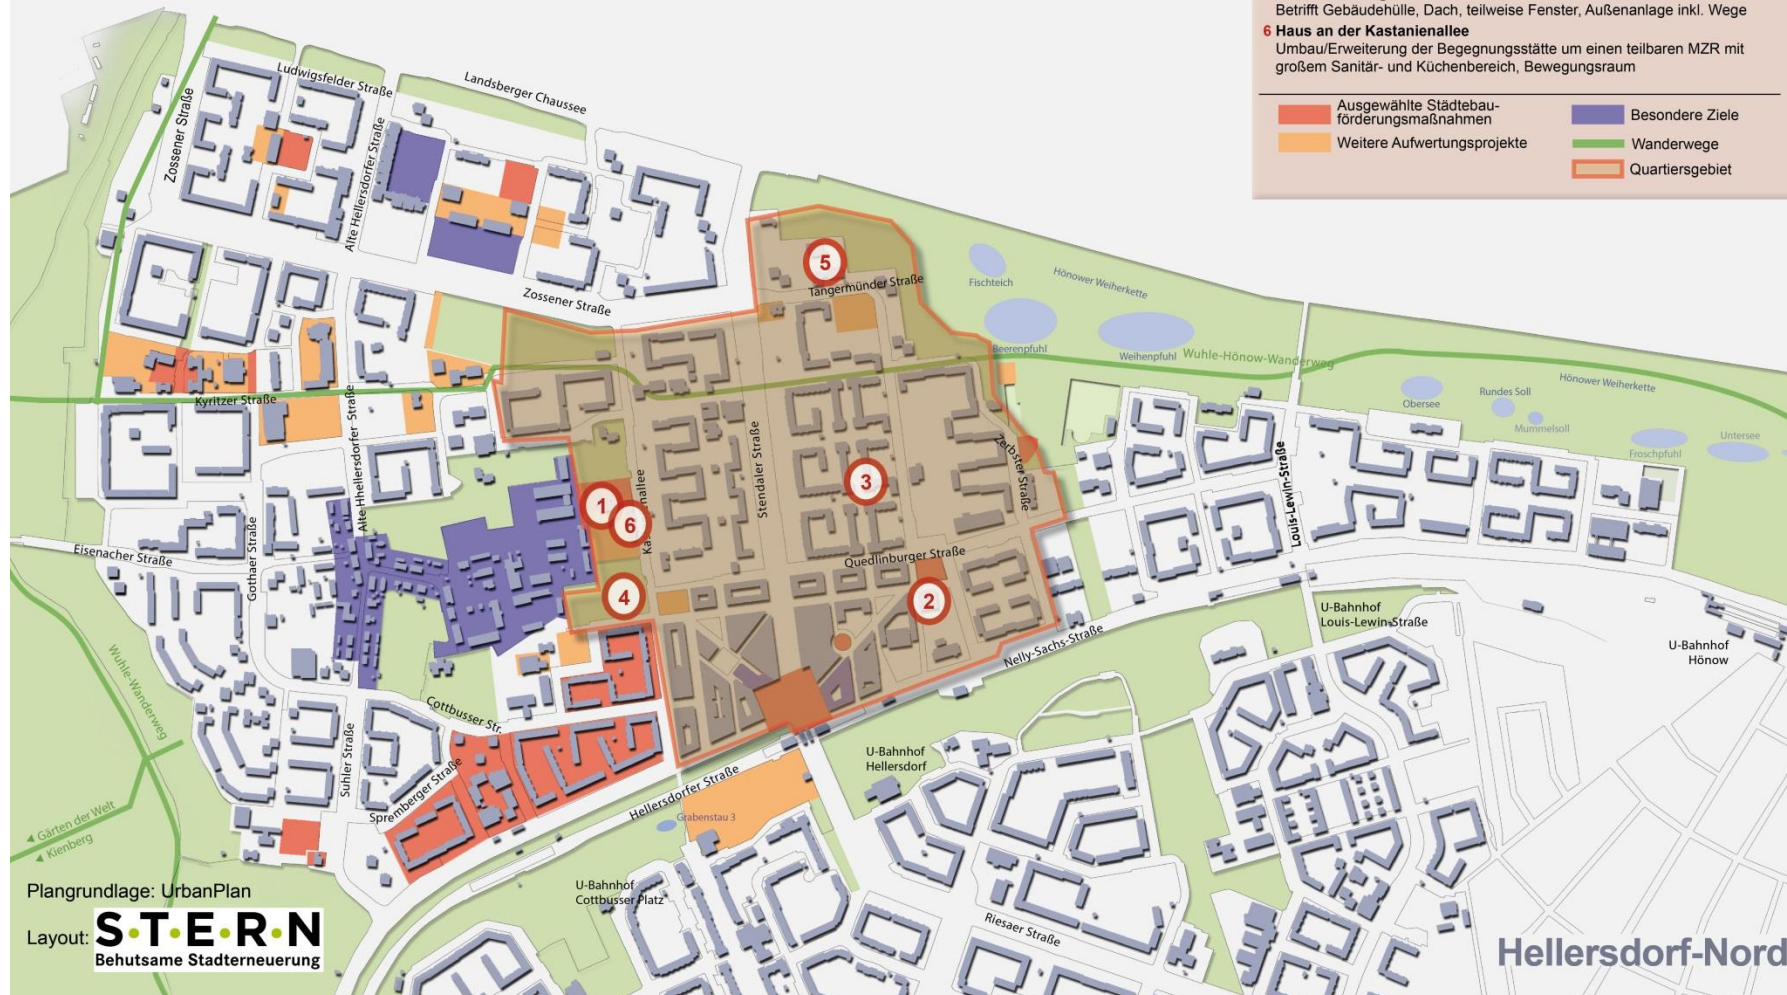 Betrifft Gebäudehülle, Dach, teilweise Fenster, Außenanlage inkl. Wege
6 Haus an der Kastanienallee
Umbau/Erweiterung der Begegnungsstätte um einen teilbaren MZR mit
großem Sanitär- und Küchenbereich, Bewegungsraum
Ausgewählte Städtebau-
förderungsmaßnahmen
Weitere Aufwertungsprojekte
Besondere Ziele
Wanderwege
Quartiersgebiet
Ludwigsfelder Straße
Landsberger Chaussee
Zossener Straße
Alte Hellersdorfer Straße
Zossener Straße
5
Tangermünder Straße
Fischteich
Hönower Weiherkette
Beerenpfuhl
Weihenpfuhl
Wuhle-Hönow-Wanderweg
Hönower Weiherkette
Obersee
Rundes Soll
Mummelsoll
Froschpfuhl
Untersee
Kyritzer Straße
Alte Hhellersdorfer Straße
Stendaler Straße
Zerbster Straße
Louis-Lewin-Straße
1
6
3
4
2
Quedlinburger Straße
Eisenacher Straße
Gothaer Straße
Nelly-Sachs-Straße
U-Bahnhof
Louis-Lewin-Straße
U-Bahnhof
Hönow
Wuhle-Wanderweg
Cottbusser Str.
Suhler Straße
Spremberger Straße
Hellersdorfer Straße
U-Bahnhof
Hellersdorf
Grabenstau 3
Gärten der Welt
Kienberg
U-Bahnhof
Cottbusser Platz
Riesaer Straße
Plangrundlage: UrbanPlan
Layout: S·T·E·R·N
Behutsame Stadterneuerung
Hellersdorf-Nord